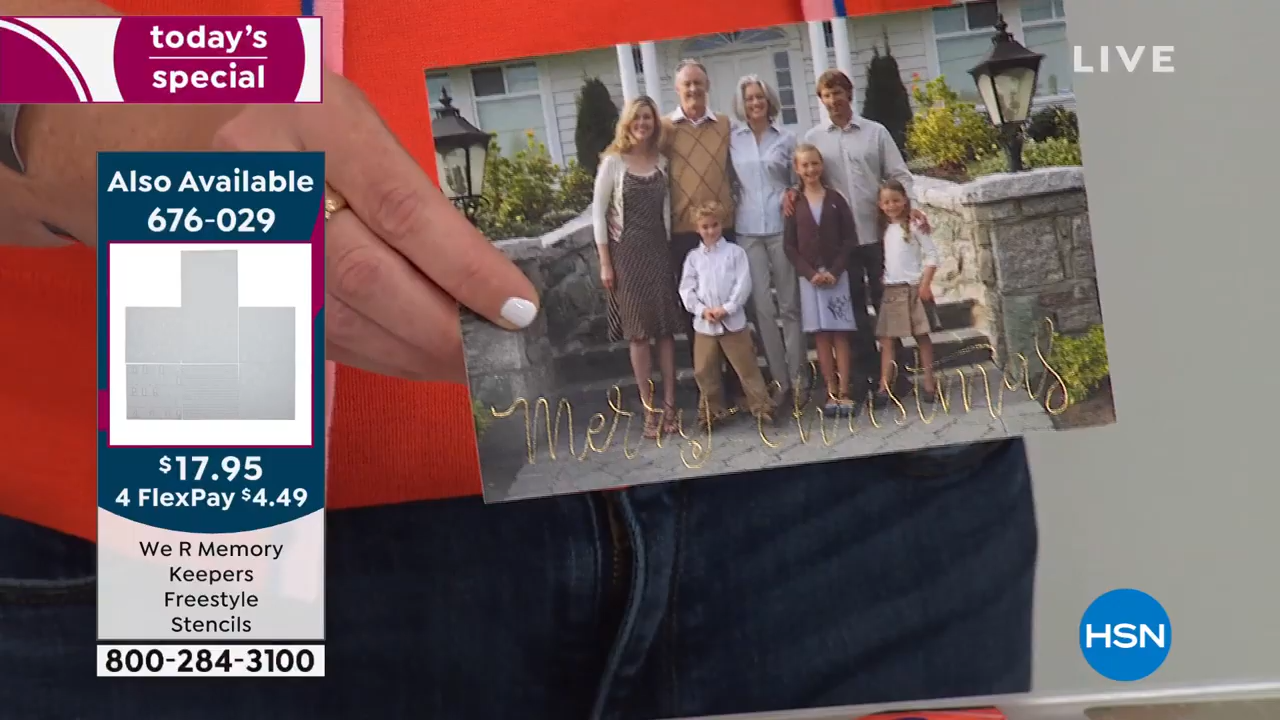 today's
special
LIVE
Also Available
676-029
$17.95
4 FlexPay $4.49
We R Memory
Keepers
Freestyle
Stencils
800-284-3100
Merry Christmas
HSN